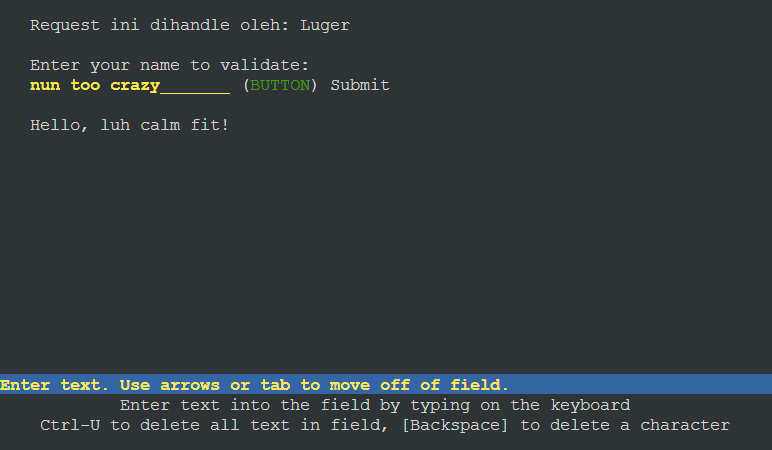 Request ini dihandle oleh: Luger
Enter your name to validate:
nun too crazy_______ (BUTTON) Submit
Hello, luh calm fit!
Enter text. Use arrows or tab to move off of field.
Enter text into the field by typing on the keyboard
Ctrl-U to delete all text in field, [Backspace] to delete a character